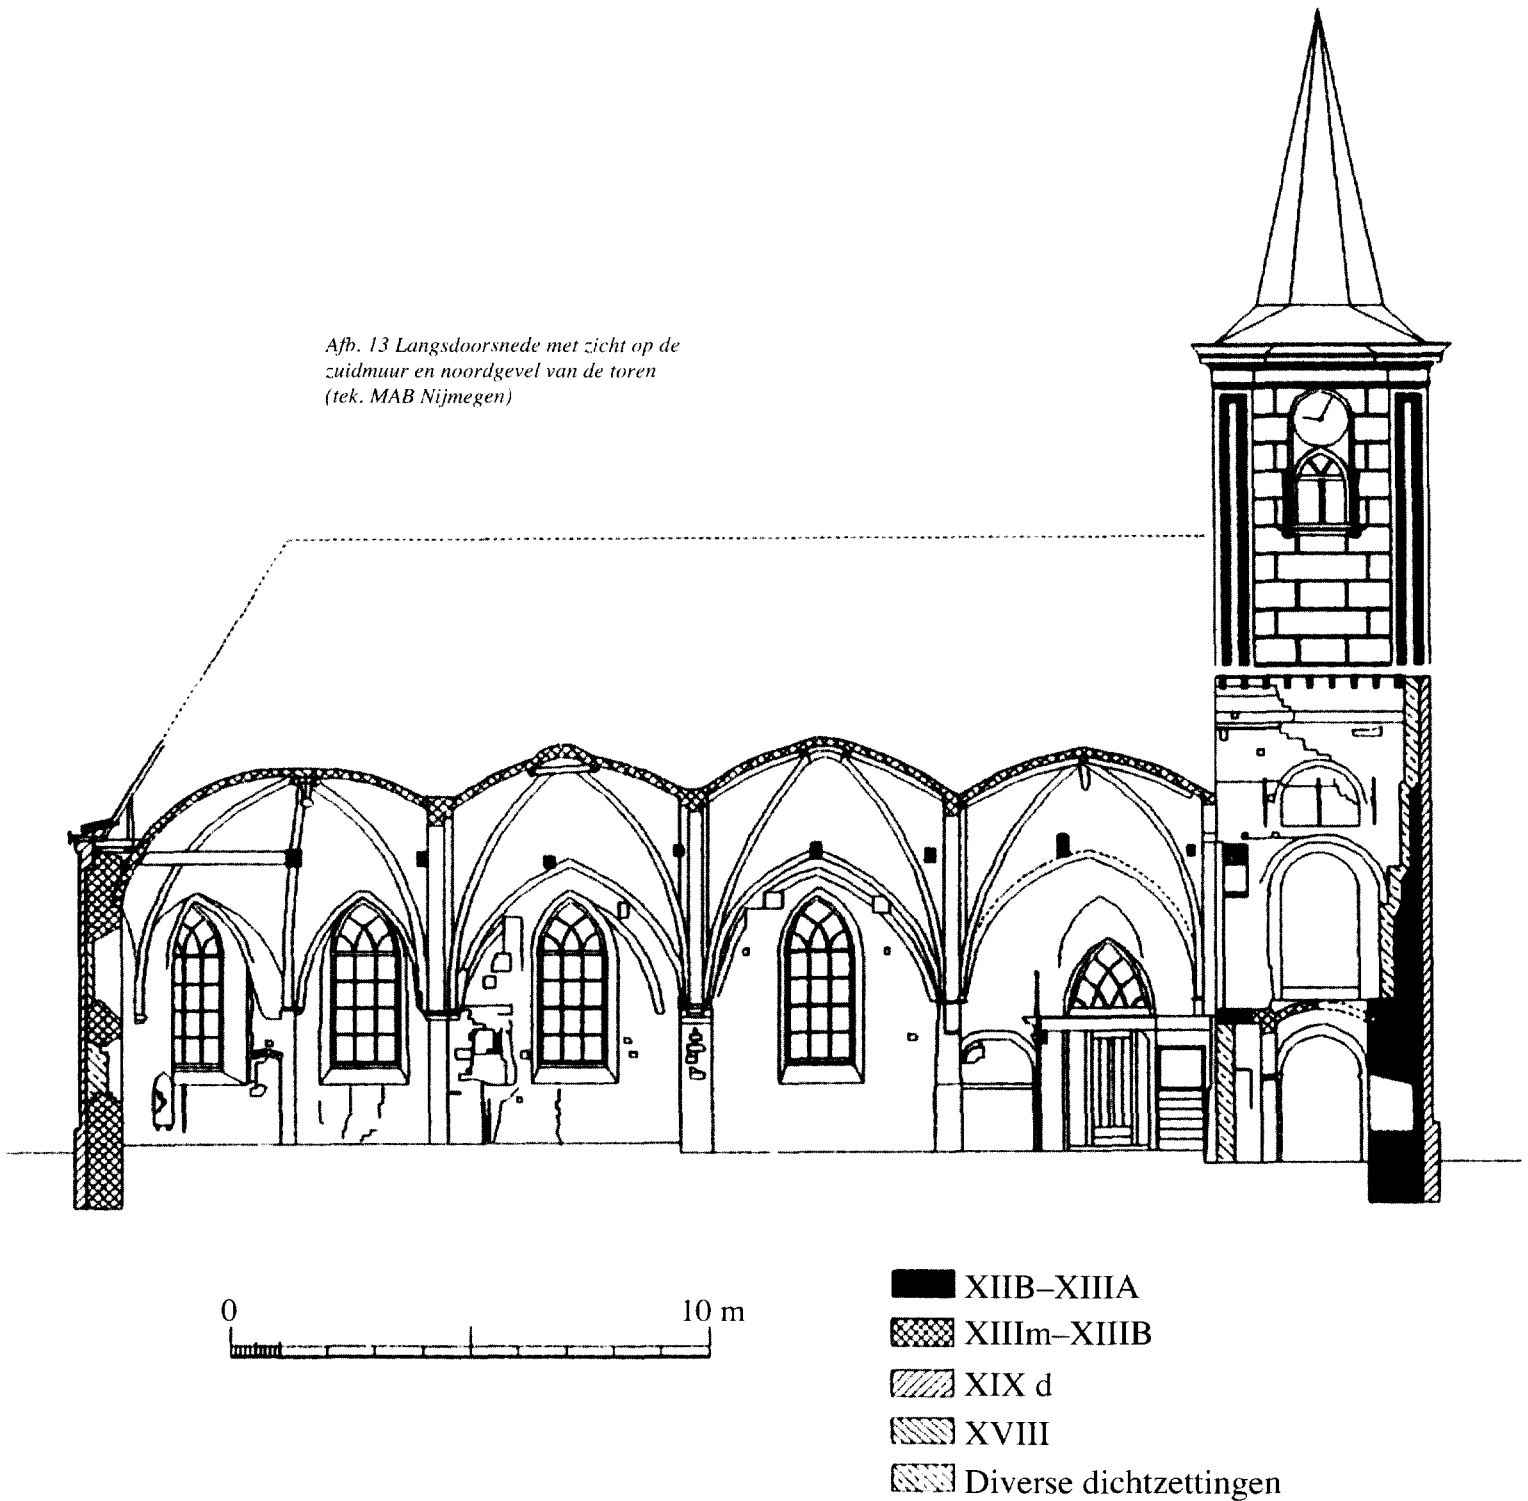 Afb. 13 Langsdoorsnede met zicht op de
zuidmuur en noordgevel van de toren
(tek. MAB Nijmegen)
0 10 m
XIIB–XIIIA
XIIIm–XIIIB
XIX d
XVIII
Diverse dichtzettingen